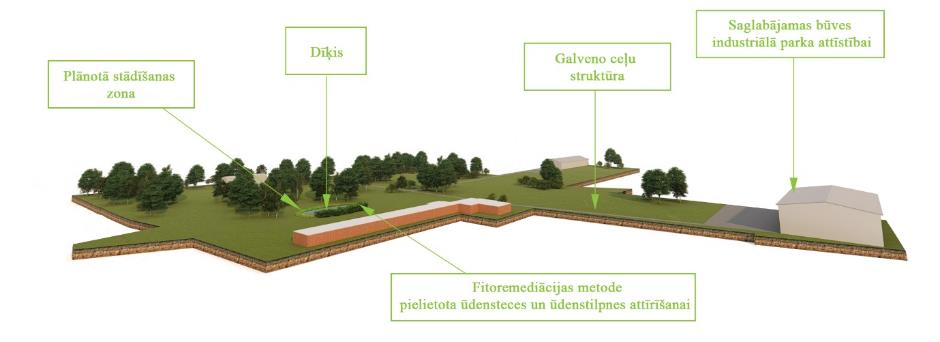 Plānotā stādīšanas
zona
Dīķis
Galveno ceļu
struktūra
Saglabājamas būves
industriālā parka attīstībai
Fitoremediācijas metode
pielietota ūdensteces un ūdenstilpnes attīrīšanai